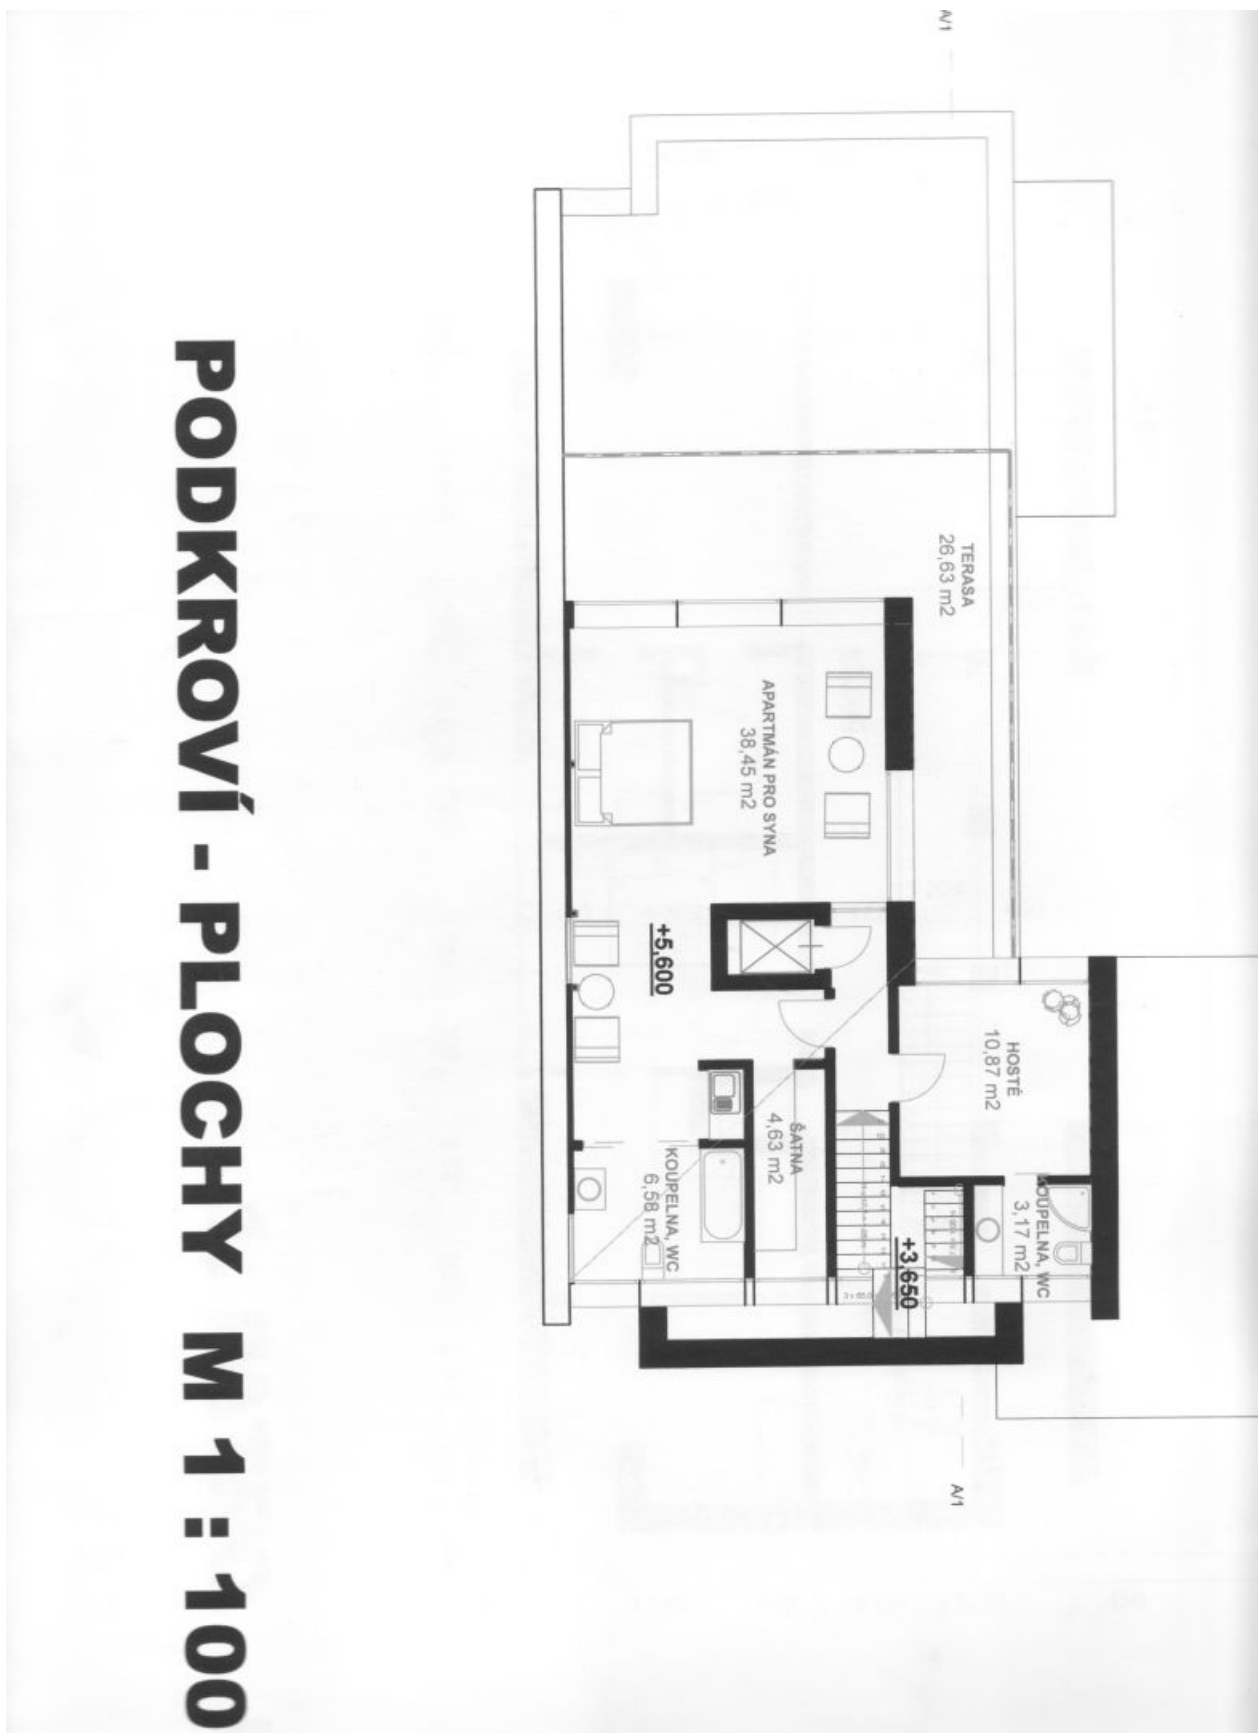 A/1
TERASA
26,63 m2
APARTMÁN PRO SYNA
38,45 m2
+5,600
HOSTÉ
10,87 m2
ŠATNA
4,63 m2
KOUPELNA, WC
6,58 m2
KOUPELNA, WC
3,17 m2
+3,650
A/1
PODKROVÍ - PLOCHY M 1 : 100